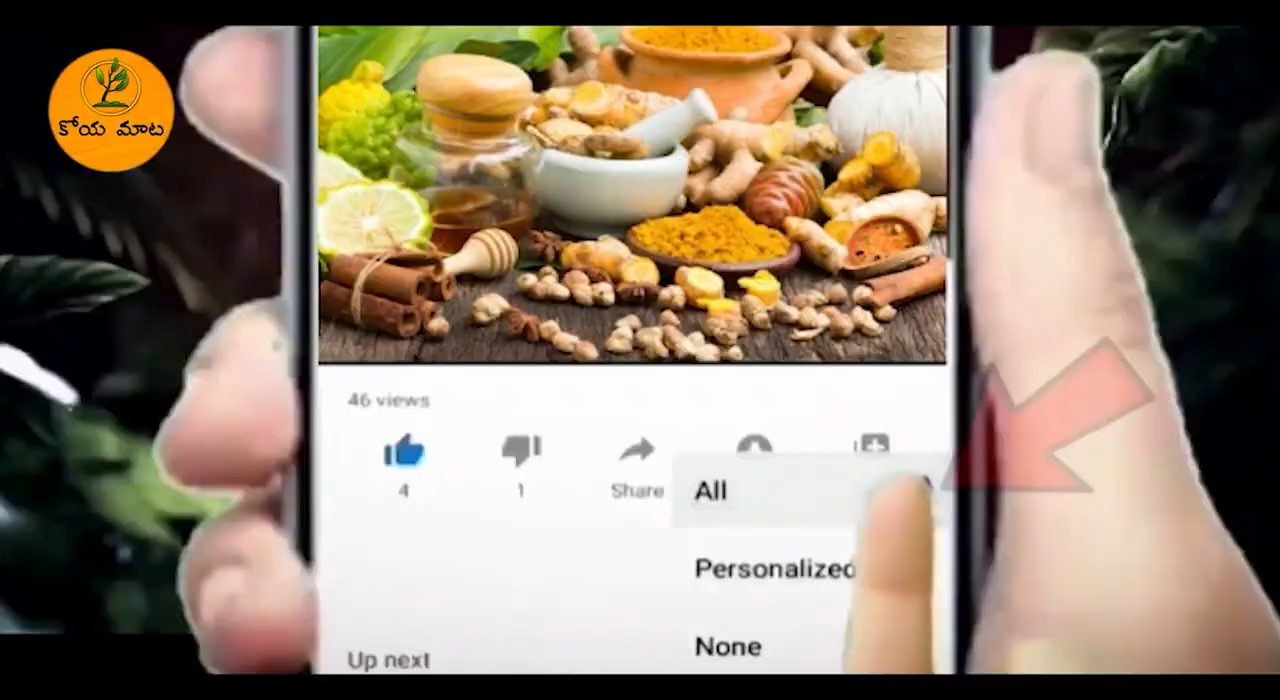 కోయ మాట
46 views
4
1
Share
All
Personalized
None
Up next